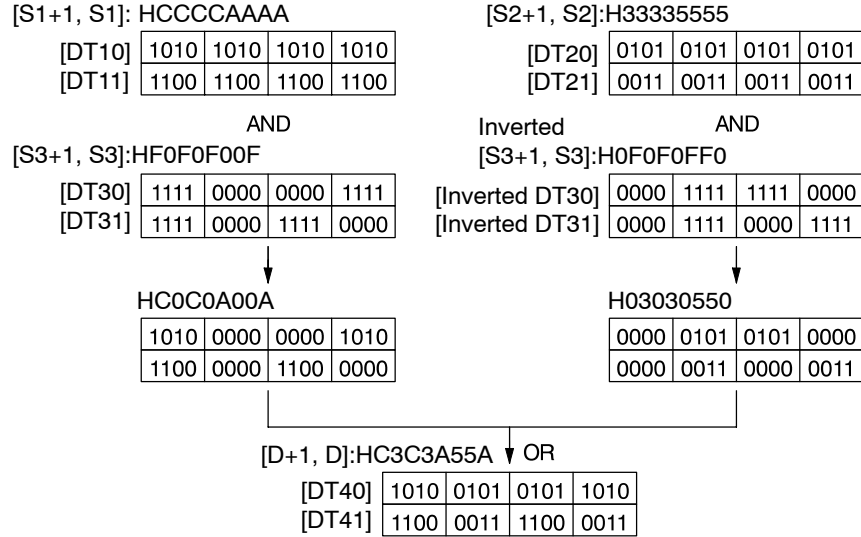 [S1+1, S1]: HCCCCAAAA
[DT10] 1010 1010 1010 1010
[DT11] 1100 1100 1100 1100
AND
[S3+1, S3]:HF0F0F00F
[DT30] 1111 0000 0000 1111
[DT31] 1111 0000 1111 0000
HC0C0A00A
1010 0000 0000 1010
1100 0000 1100 0000
[S2+1, S2]:H33335555
[DT20] 0101 0101 0101 0101
[DT21] 0011 0011 0011 0011
Inverted AND
[S3+1, S3]:H0F0F0FF0
[Inverted DT30] 0000 1111 1111 0000
[Inverted DT31] 0000 1111 0000 1111
H03030550
0000 0101 0101 0000
0000 0011 0000 0011
[D+1, D]:HC3C3A55A OR
[DT40] 1010 0101 0101 1010
[DT41] 1100 0011 1100 0011